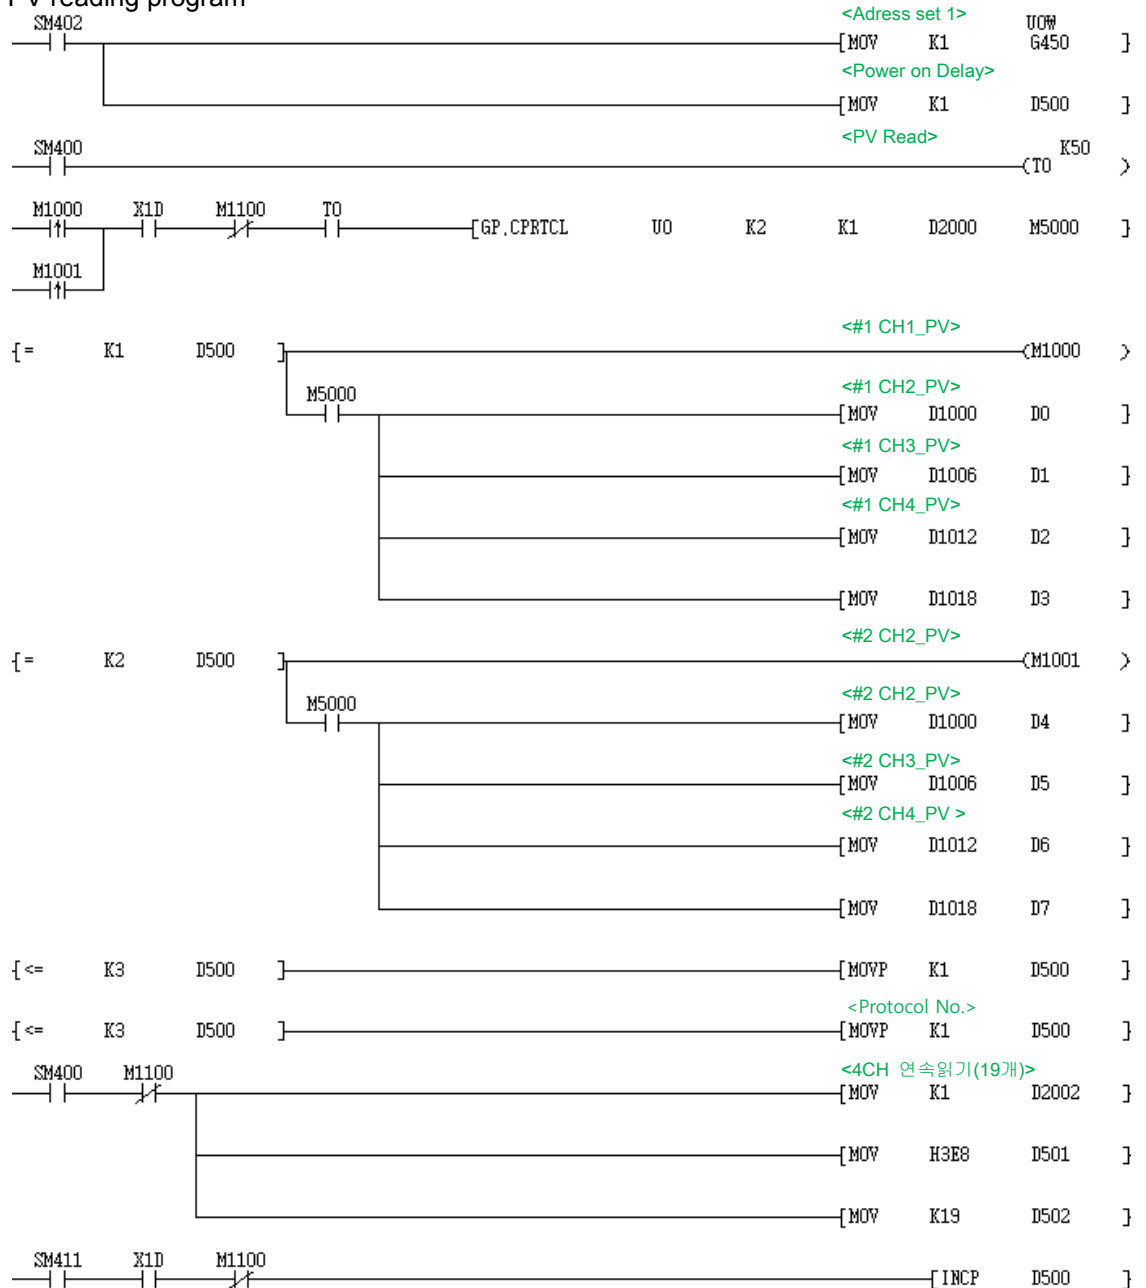 PV reading program
<Adress set 1>
SM402 U0\
[MOV K1 G450 ]
<Power on Delay>
[MOV K1 D500 ]
<PV Read>
SM400 K50
(T0 )
M1000 X1D M1100 T0
[GP.CPRTCL U0 K2 K1 D2000 M5000 ]
M1001
<#1 CH1_PV>
[= K1 D500 ] (M1000 )
M5000 <#1 CH2_PV>
[MOV D1000 D0 ]
<#1 CH3_PV>
[MOV D1006 D1 ]
<#1 CH4_PV>
[MOV D1012 D2 ]
[MOV D1018 D3 ]
<#2 CH2_PV>
[= K2 D500 ] (M1001 )
M5000 <#2 CH2_PV>
[MOV D1000 D4 ]
<#2 CH3_PV>
[MOV D1006 D5 ]
<#2 CH4_PV >
[MOV D1012 D6 ]
[MOV D1018 D7 ]
[<= K3 D500 ] [MOVP K1 D500 ]
<Protocol No.>
[<= K3 D500 ] [MOVP K1 D500 ]
SM400 M1100 <4CH 연속읽기(19개)>
[MOV K1 D2002 ]
[MOV H3E8 D501 ]
[MOV K19 D502 ]
SM411 X1D M1100
[INCP D500 ]